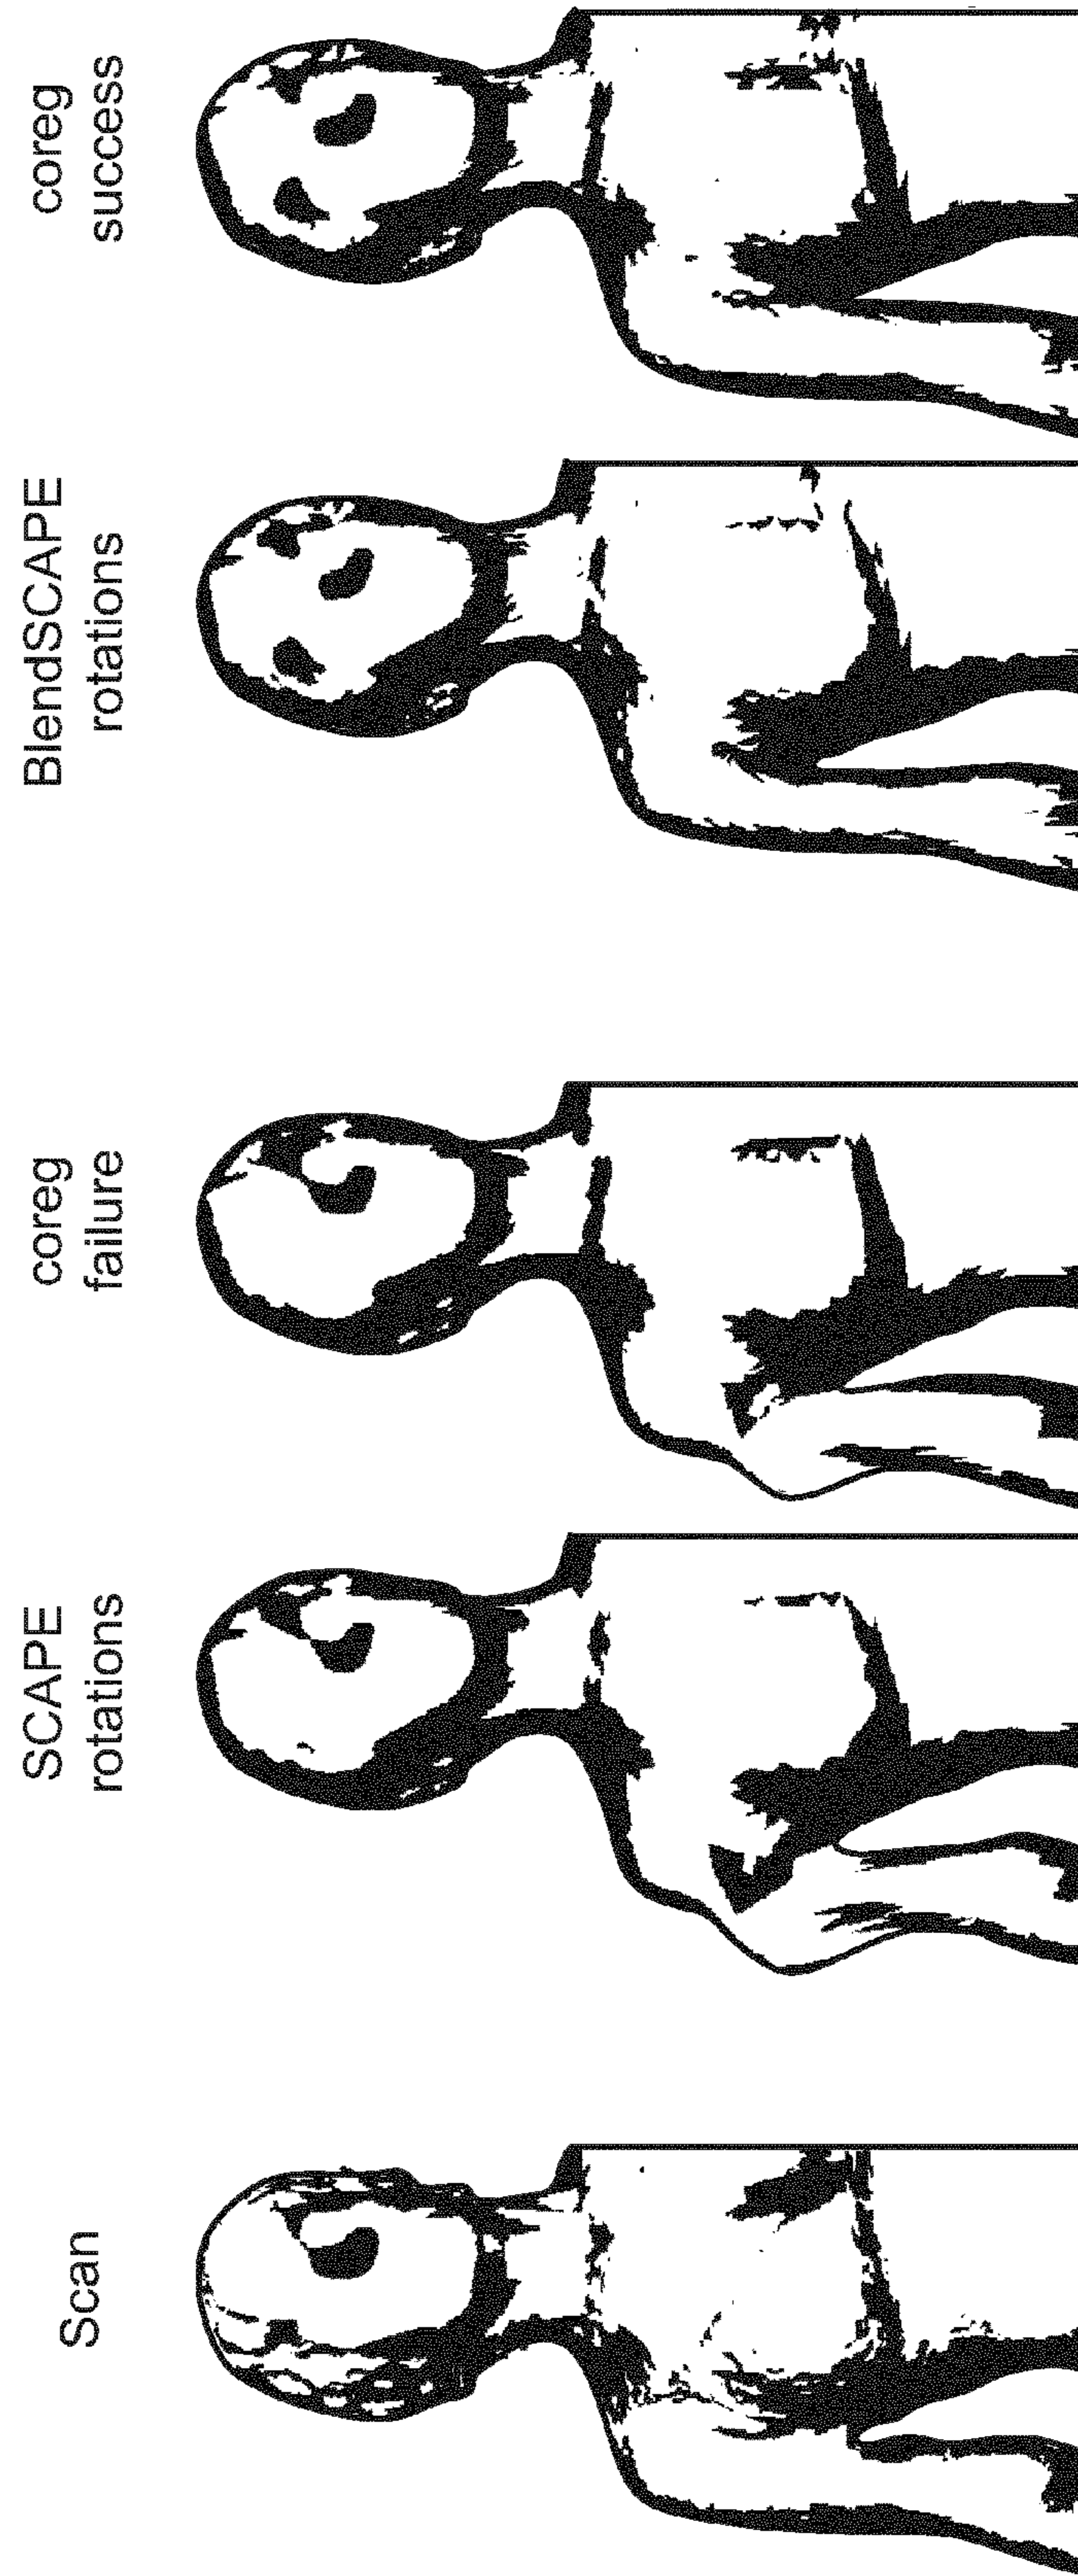 Scan
SCAPE
rotations
coreg
failure
BlendSCAPE
rotations
coreg
success